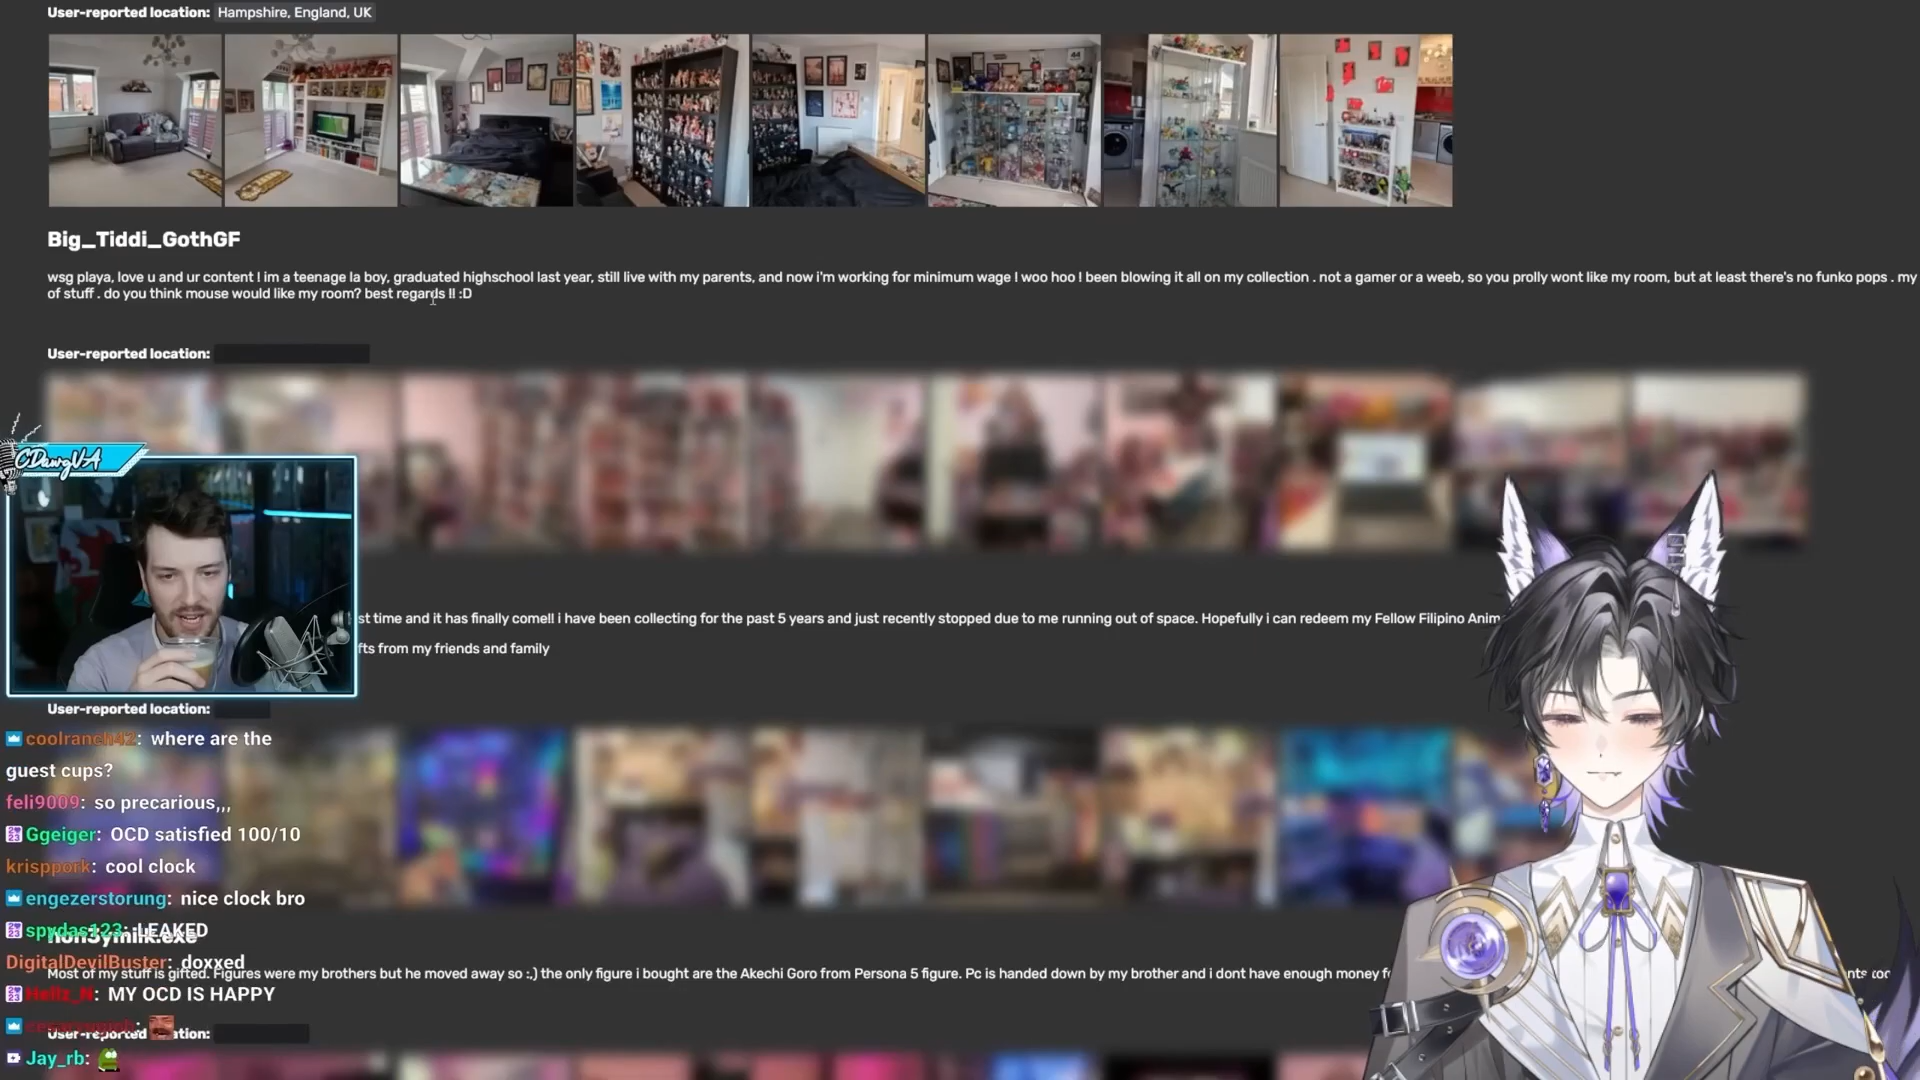 User-reported location: Hampshire, England, UK
Big_Tiddi_GothGF
wsg playa, love u and ur content ! im a teenage la boy, graduated highschool last year, still live with my parents, and now i'm working for minimum wage ! woo hoo ! been blowing it all on my collection . not a gamer or a weeb, so you prolly wont like my room, but at least there's no funko pops . my
of stuff . do you think mouse would like my room? best regards !! :D
User-reported location:
CDawgVA
st time and it has finally come!! i have been collecting for the past 5 years and just recently stopped due to me running out of space. Hopefully i can redeem my Fellow Filipino Anim
fts from my friends and family
User-reported location:
coolranch42: where are the
guest cups?
feli9009: so precarious,,,
Ggeiger: OCD satisfied 100/10
krisppork: cool clock
engezerstorung: nice clock bro
spydas123: LEAKED
DigitalDevilBuster: doxxed
Most of my stuff is gifted. Figures were my brothers but he moved away so :,) the only figure i bought are the Akechi Goro from Persona 5 figure. Pc is handed down by my brother and i dont have enough money f
Hellz_N: MY OCD IS HAPPY
User-reported location:
Jay_rb: